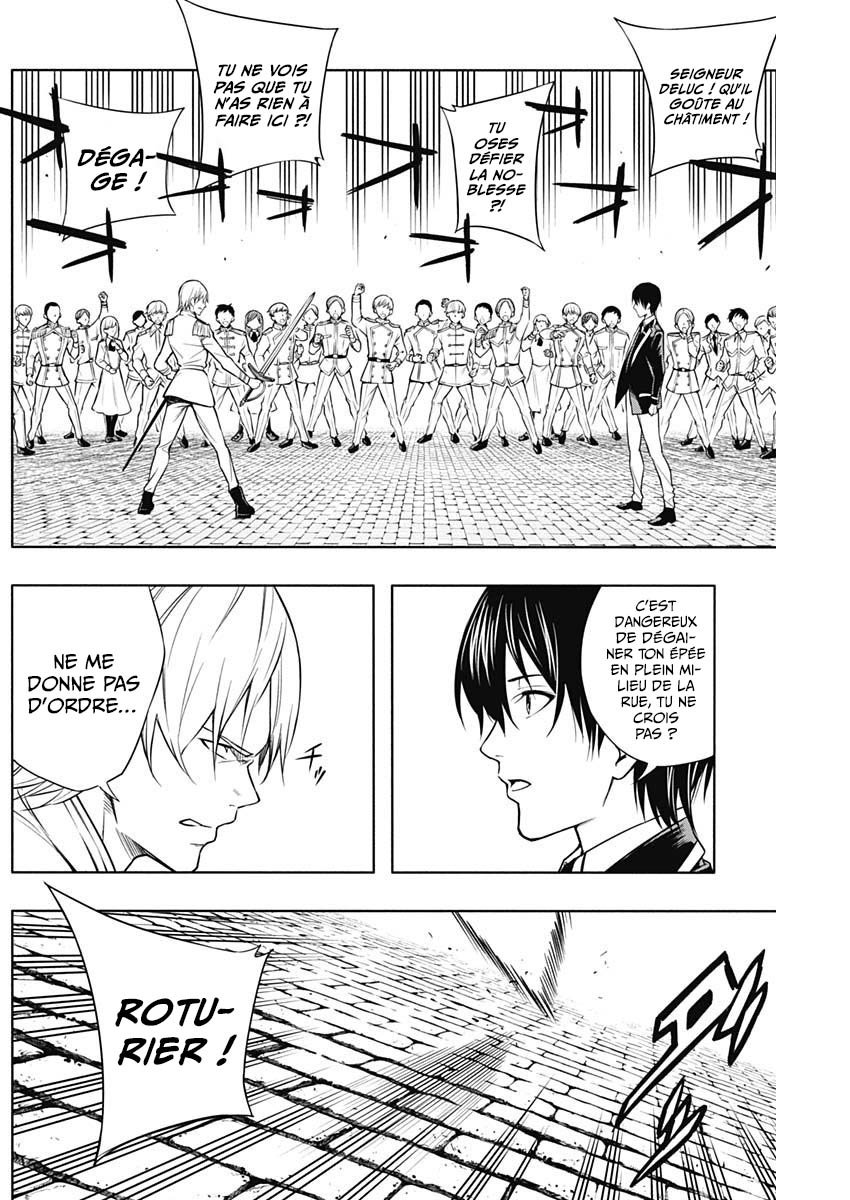 SEIGNEUR
DELUC ! QU'IL
GOÛTE AU
CHÂTIMENT !
TU
OSES
DÉFIER
LA NO-
BLESSE
?!
TU NE VOIS
PAS QUE TU
N'AS RIEN À
FAIRE ICI ?!
DÉGA-
GE !
C'EST
DANGEREUX
DE DÉGAI-
NER TON ÉPÉE
EN PLEIN MI-
LIEU DE LA
RUE, TU NE
CROIS
PAS ?
NE ME
DONNE PAS
D'ORDRE...
ROTU-
RIER !